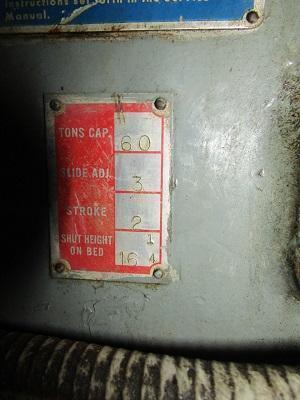 Instructions set forth in the Service
Manual.
TONS CAP. 60
SLIDE ADJ. 3
STROKE 2
SHUT HEIGHT
ON BED 16 1/4